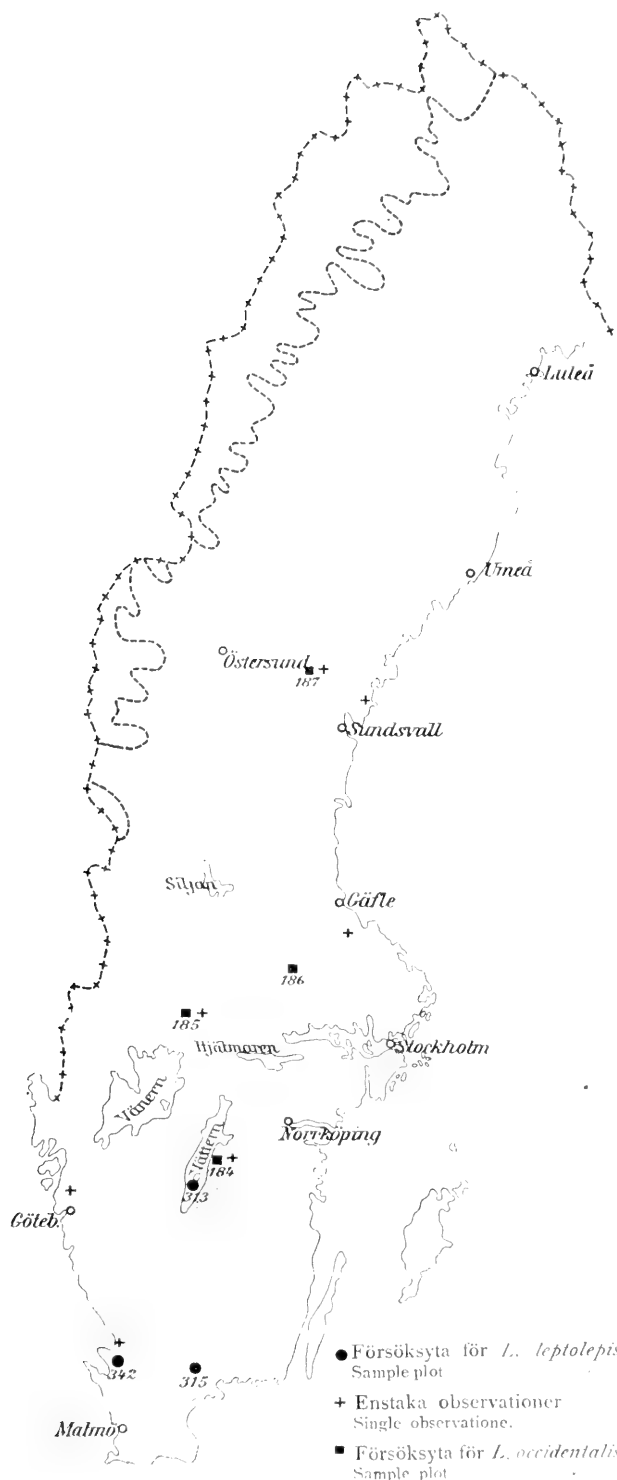 Luleå
Umeå
Östersund
187
Sundsvall
Siljan
Gäfle
186
185
Hjälmaren
Stockholm
Vänern
Norrköping
Vättern
184
313
Göteb.
342
315
Malmö
Försöksyta för L. leptolepis
Sample plot
Enstaka observationer
Single observatione.
Försöksyta för L. occidentalis
Sample plot